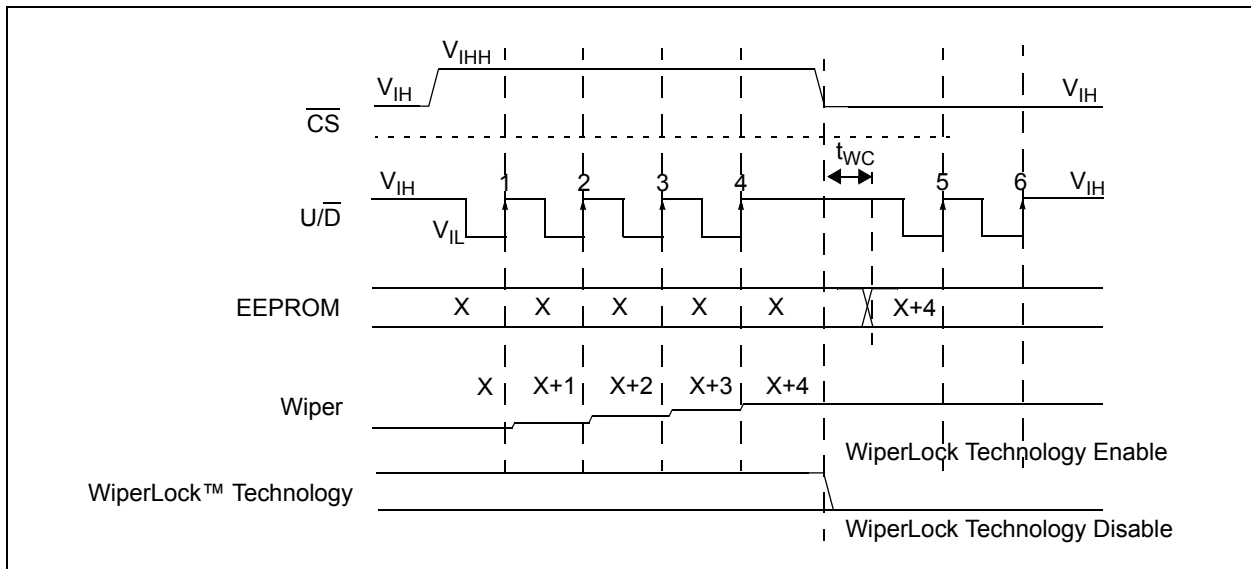 V_IHH
V_IH V_IH
C̅S̅
t_WC
V_IH 1 2 3 4 5 6 V_IH
U/D̅
V_IL
EEPROM X X X X X X+4
X X+1 X+2 X+3 X+4
Wiper
WiperLock Technology Enable
WiperLock™ Technology
WiperLock Technology Disable